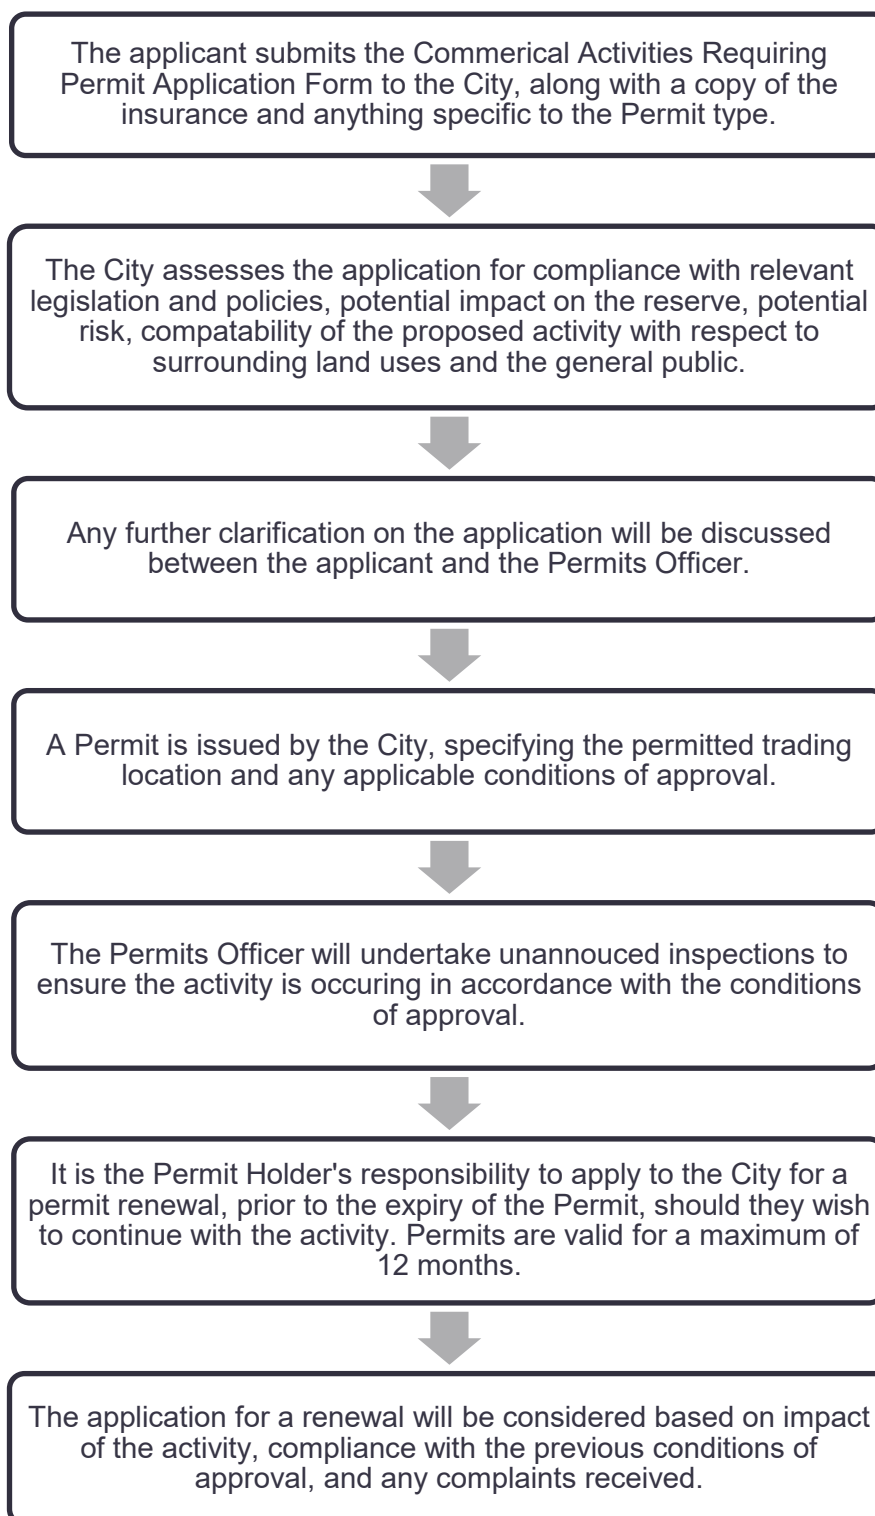 The applicant submits the Commerical Activities Requiring
Permit Application Form to the City, along with a copy of the
insurance and anything specific to the Permit type.
The City assesses the application for compliance with relevant
legislation and policies, potential impact on the reserve, potential
risk, compatability of the proposed activity with respect to
surrounding land uses and the general public.
Any further clarification on the application will be discussed
between the applicant and the Permits Officer.
A Permit is issued by the City, specifying the permitted trading
location and any applicable conditions of approval.
The Permits Officer will undertake unannouced inspections to
ensure the activity is occuring in accordance with the conditions
of approval.
It is the Permit Holder's responsibility to apply to the City for a
permit renewal, prior to the expiry of the Permit, should they wish
to continue with the activity. Permits are valid for a maximum of
12 months.
The application for a renewal will be considered based on impact
of the activity, compliance with the previous conditions of
approval, and any complaints received.